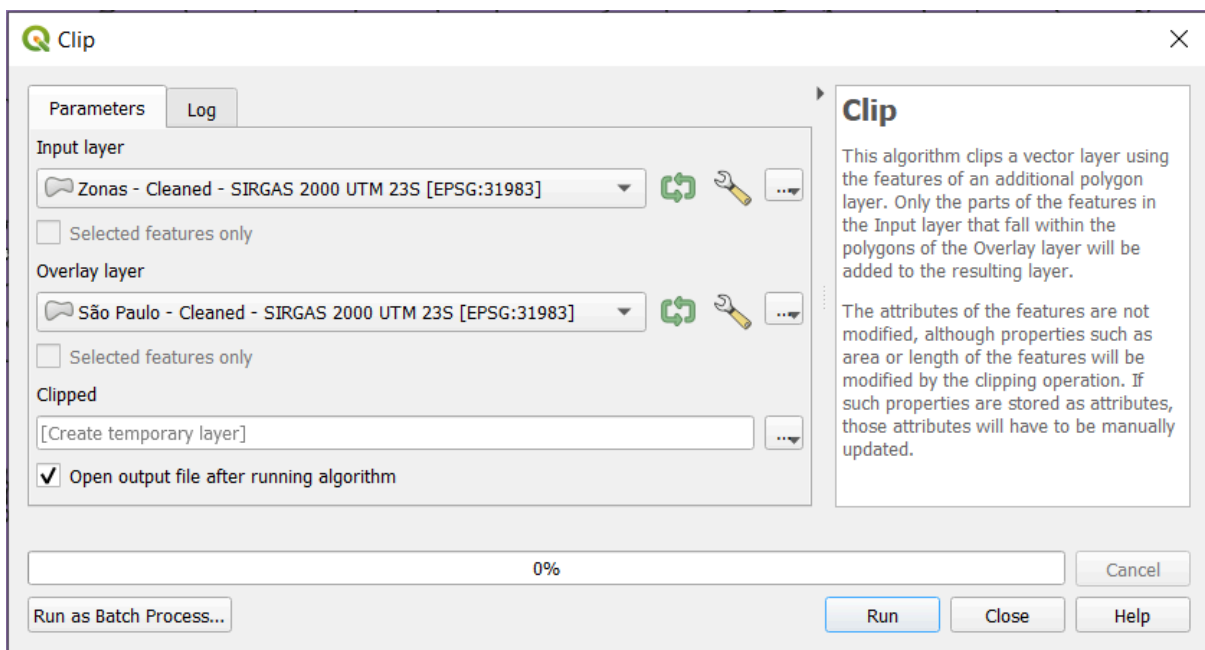 Clip
Parameters
Log
Input layer
Zonas - Cleaned - SIRGAS 2000 UTM 23S [EPSG:31983]
...
Selected features only
Overlay layer
São Paulo - Cleaned - SIRGAS 2000 UTM 23S [EPSG:31983]
...
Selected features only
Clipped
[Create temporary layer]
...
Open output file after running algorithm
Clip
This algorithm clips a vector layer using
the features of an additional polygon
layer. Only the parts of the features in
the Input layer that fall within the
polygons of the Overlay layer will be
added to the resulting layer.
The attributes of the features are not
modified, although properties such as
area or length of the features will be
modified by the clipping operation. If
such properties are stored as attributes,
those attributes will have to be manually
updated.
0%
Cancel
Run as Batch Process...
Run
Close
Help